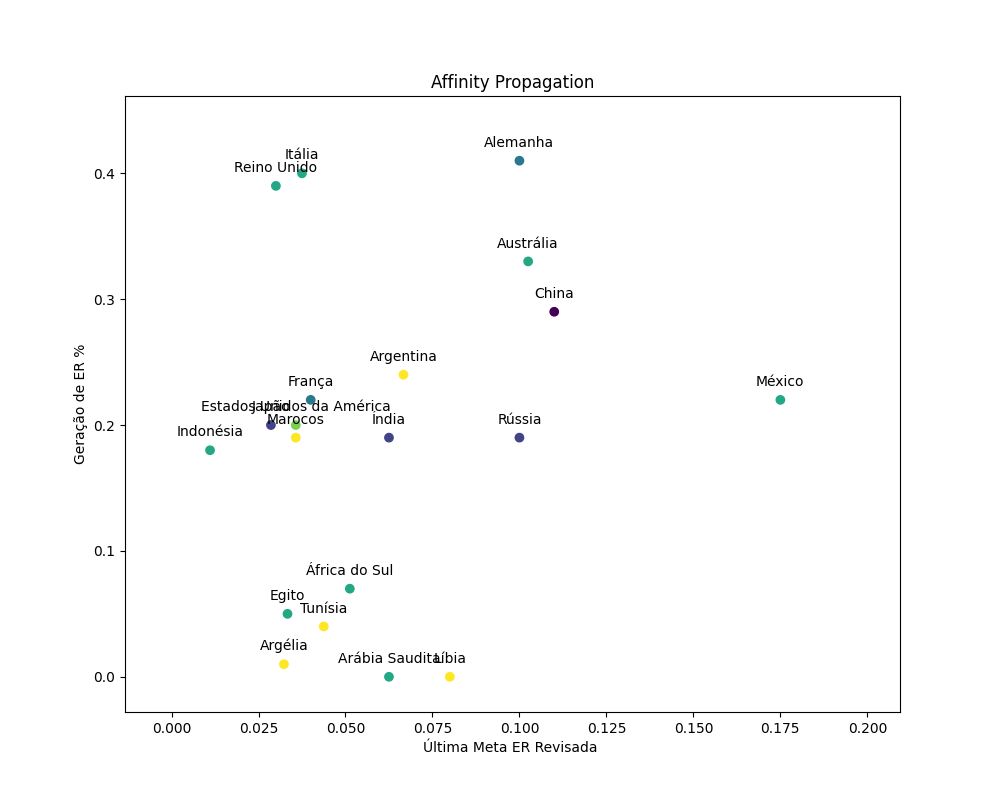 Affinity Propagation
Alemanha
Itália
Reino Unido
Austrália
China
Argentina
França
México
Estados Unidos da América
Japão
Marocos
Índia
Rússia
Indonésia
África do Sul
Egito
Tunísia
Argélia
Arábia Saudita
Líbia
Geração de ER %
0.4
0.3
0.2
0.1
0.0
0.000
0.025
0.050
0.075
0.100
0.125
0.150
0.175
0.200
Última Meta ER Revisada